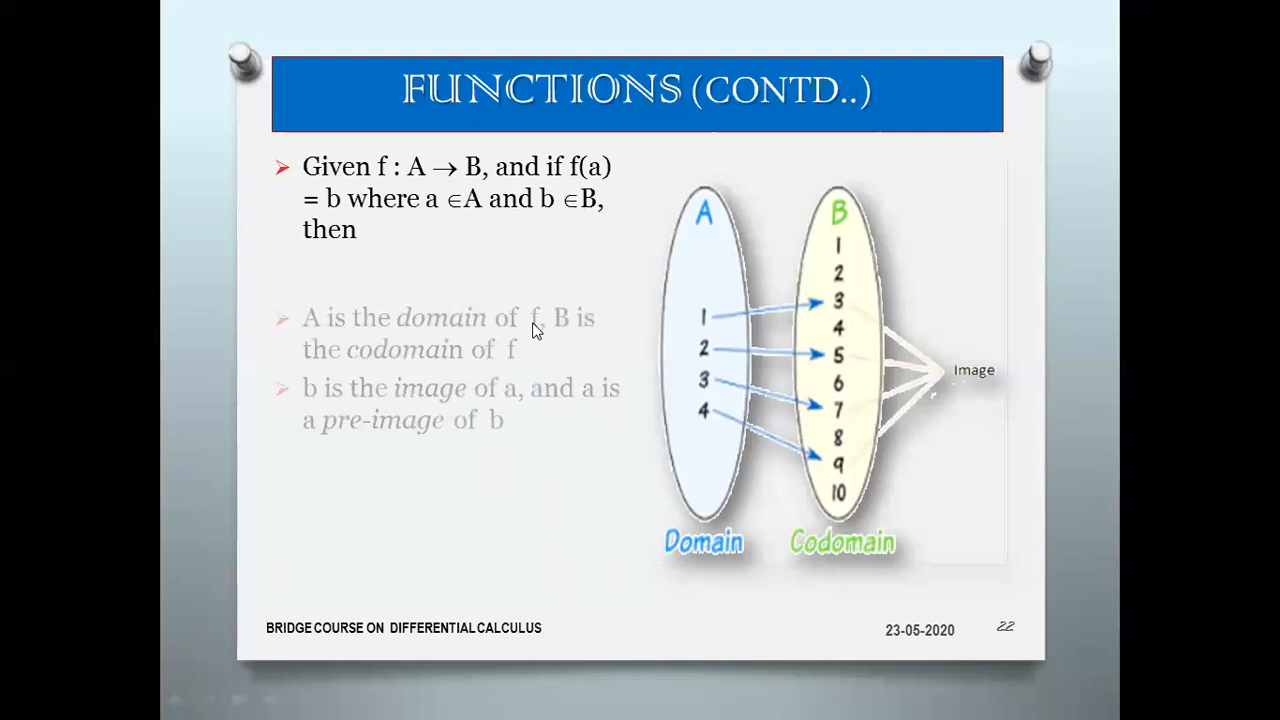 FUNCTIONS (CONTD..)
➢ Given f : A → B, and if f(a)
= b where a ∈A and b ∈B,
then
➢ A is the domain of f, B is
the codomain of f
➢ b is the image of a, and a is
a pre-image of b
A
1
2
3
4
Domain
B
1
2
3
4
5
6
7
8
9
10
Codomain
Image
BRIDGE COURSE ON DIFFERENTIAL CALCULUS
23-05-2020
22